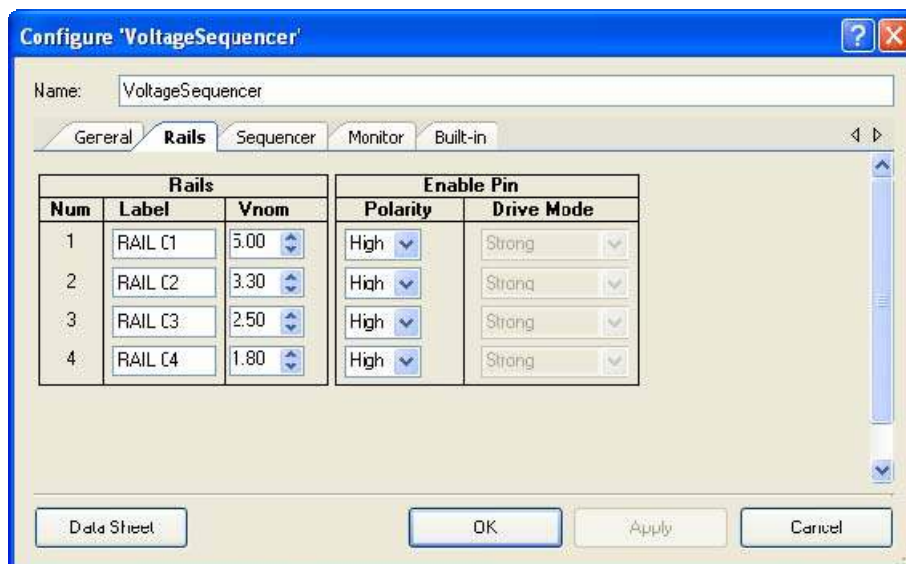 Configure 'VoltageSequencer'
Name: VoltageSequencer
General Rails Sequencer Monitor Built-in
Rails Enable Pin
Num Label Vnom Polarity Drive Mode
1 RAIL C1 5.00 High Strong
2 RAIL C2 3.30 High Strong
3 RAIL C3 2.50 High Strong
4 RAIL C4 1.80 High Strong
Data Sheet OK Apply Cancel